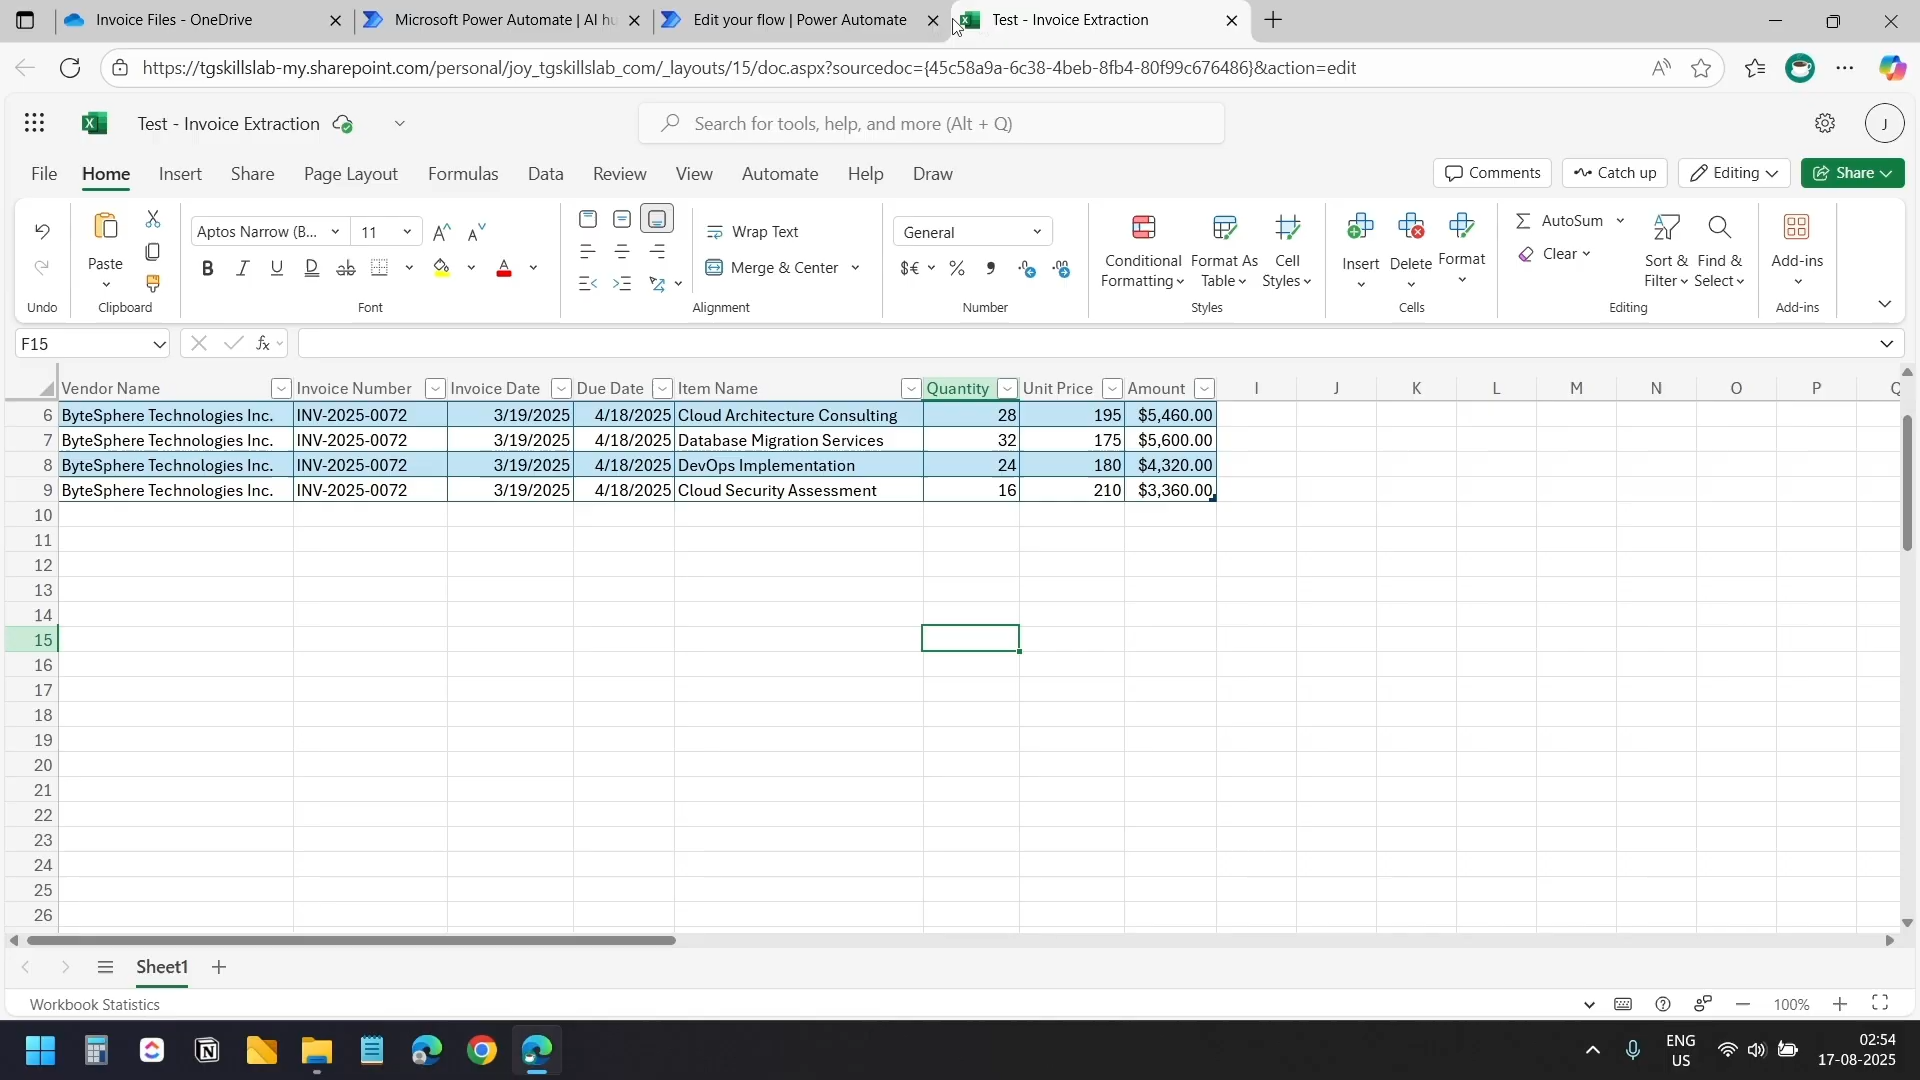 Invoice Files - OneDrive
Microsoft Power Automate | AI hu
Edit your flow | Power Automate
Test - Invoice Extraction
https://tgskillslab-my.sharepoint.com/personal/joy_tgskillslab_com/_layouts/15/doc.aspx?sourcedoc={45c58a9a-6c38-4beb-8fb4-80f99c676486}&action=edit
Test - Invoice Extraction
Search for tools, help, and more (Alt + Q)
J
File Home Insert Share Page Layout Formulas Data Review View Automate Help Draw
Comments Catch up Editing Share
Aptos Narrow (B... 11
Wrap Text
General
AutoSum
Paste
Merge & Center
Clear
Conditional Formatting
Format As Table
Cell Styles
Insert
Delete
Format
Sort & Filter
Find & Select
Add-ins
Undo Clipboard Font Alignment Number Styles Cells Editing Add-ins
F15
fx
Vendor Name Invoice Number Invoice Date Due Date Item Name Quantity Unit Price Amount I J K L M N O P Q
6 ByteSphere Technologies Inc. INV-2025-0072 3/19/2025 4/18/2025 Cloud Architecture Consulting 28 195 $5,460.00
7 ByteSphere Technologies Inc. INV-2025-0072 3/19/2025 4/18/2025 Database Migration Services 32 175 $5,600.00
8 ByteSphere Technologies Inc. INV-2025-0072 3/19/2025 4/18/2025 DevOps Implementation 24 180 $4,320.00
9 ByteSphere Technologies Inc. INV-2025-0072 3/19/2025 4/18/2025 Cloud Security Assessment 16 210 $3,360.00
10
11
12
13
14
15
16
17
18
19
20
21
22
23
24
25
26
Sheet1
Workbook Statistics
100%
ENG
US
02:54
17-08-2025